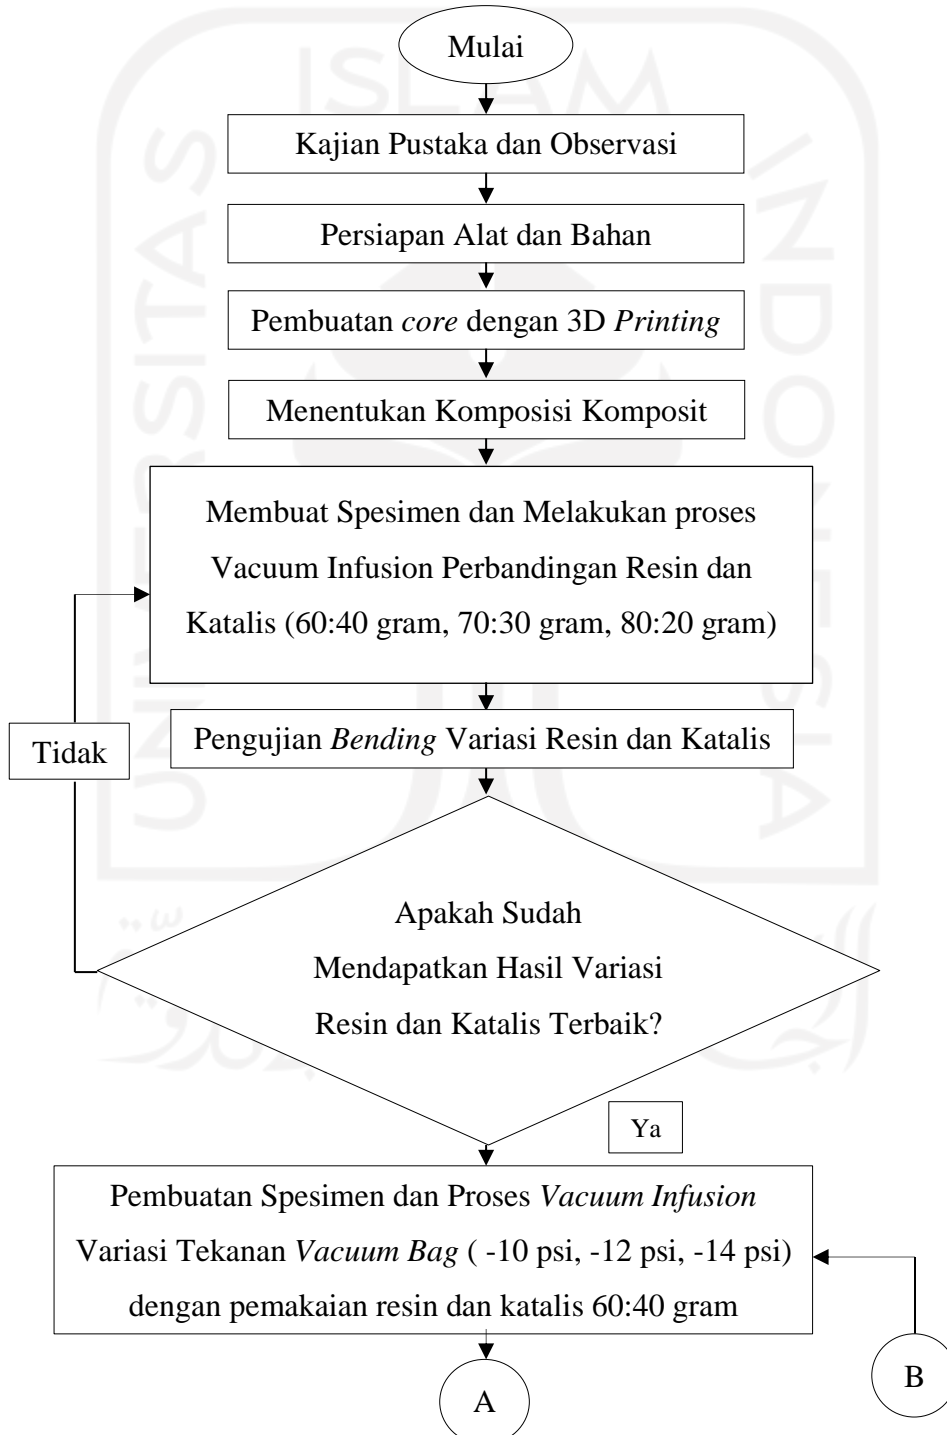 Mulai
Kajian Pustaka dan Observasi
Persiapan Alat dan Bahan
Pembuatan core dengan 3D Printing
Menentukan Komposisi Komposit
Membuat Spesimen dan Melakukan proses
Vacuum Infusion Perbandingan Resin dan
Katalis (60:40 gram, 70:30 gram, 80:20 gram)
Tidak
Pengujian Bending Variasi Resin dan Katalis
Apakah Sudah
Mendapatkan Hasil Variasi
Resin dan Katalis Terbaik?
Ya
Pembuatan Spesimen dan Proses Vacuum Infusion
Variasi Tekanan Vacuum Bag ( -10 psi, -12 psi, -14 psi)
dengan pemakaian resin dan katalis 60:40 gram
A
B
UNIVERSITAS
ISLAM
INDONESIA